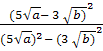 (5√a− 3 √b)²
(5√a)² − (3 √b)²